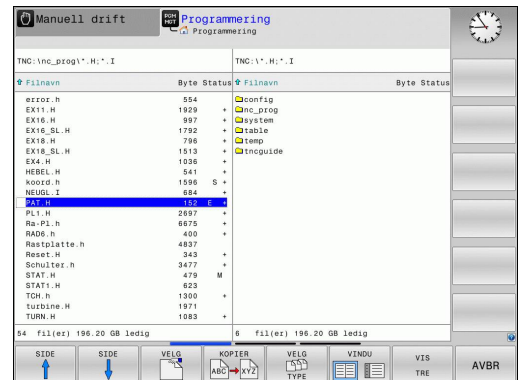 Manuell drift
PGM
MGT
Programmering
Programmering
TNC:\nc_prog\*.H;*.I
Filnavn Byte Status
error.h 554
EX11.H 1929 +
EX16.H 997 +
EX16_SL.H 1792 +
EX18.H 796 +
EX18_SL.H 1513 +
EX4.H 1036 +
HEBEL.H 541 +
koord.h 1596 S +
NEUGL.I 684 +
PAT.H 152 E +
PL1.H 2697 +
Ra-Pl.h 6675 +
RAD6.h 400 +
Rastplatte.h 4837
Reset.H 343 +
Schulter.h 3477 +
STAT.H 479 M
STAT1.H 623
TCH.h 1300 +
turbine.H 1971
TURN.H 1083 +
54 fil(er) 196.20 GB ledig
TNC:\*.H;*.I
Filnavn Byte Status
config
nc_prog
system
table
temp
tncguide
6 fil(er) 196.20 GB ledig
SIDE
SIDE
VELG
KOPIER
ABC XYZ
VELG
TYPE
VINDU
VIS
TRE
AVBR